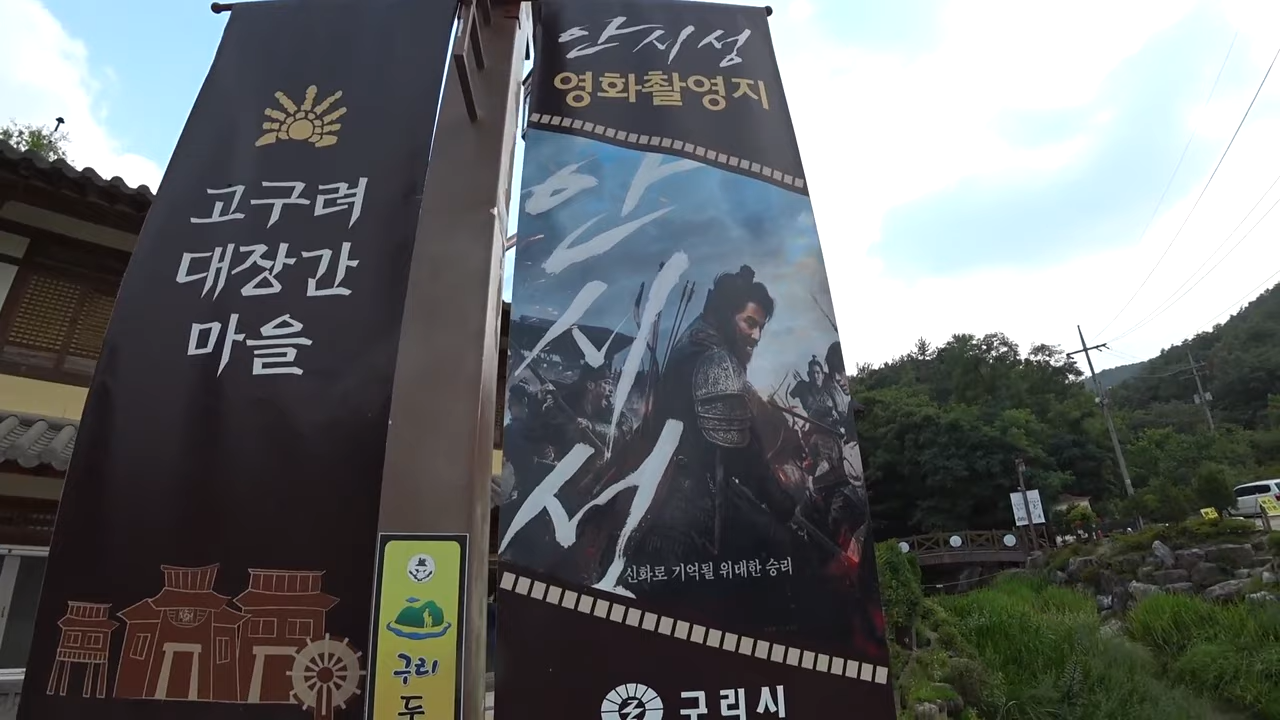 고구려
대장간
마을
안시성
영화촬영지
안시성
신화로 기억될 위대한 승리
구리시
구리
두